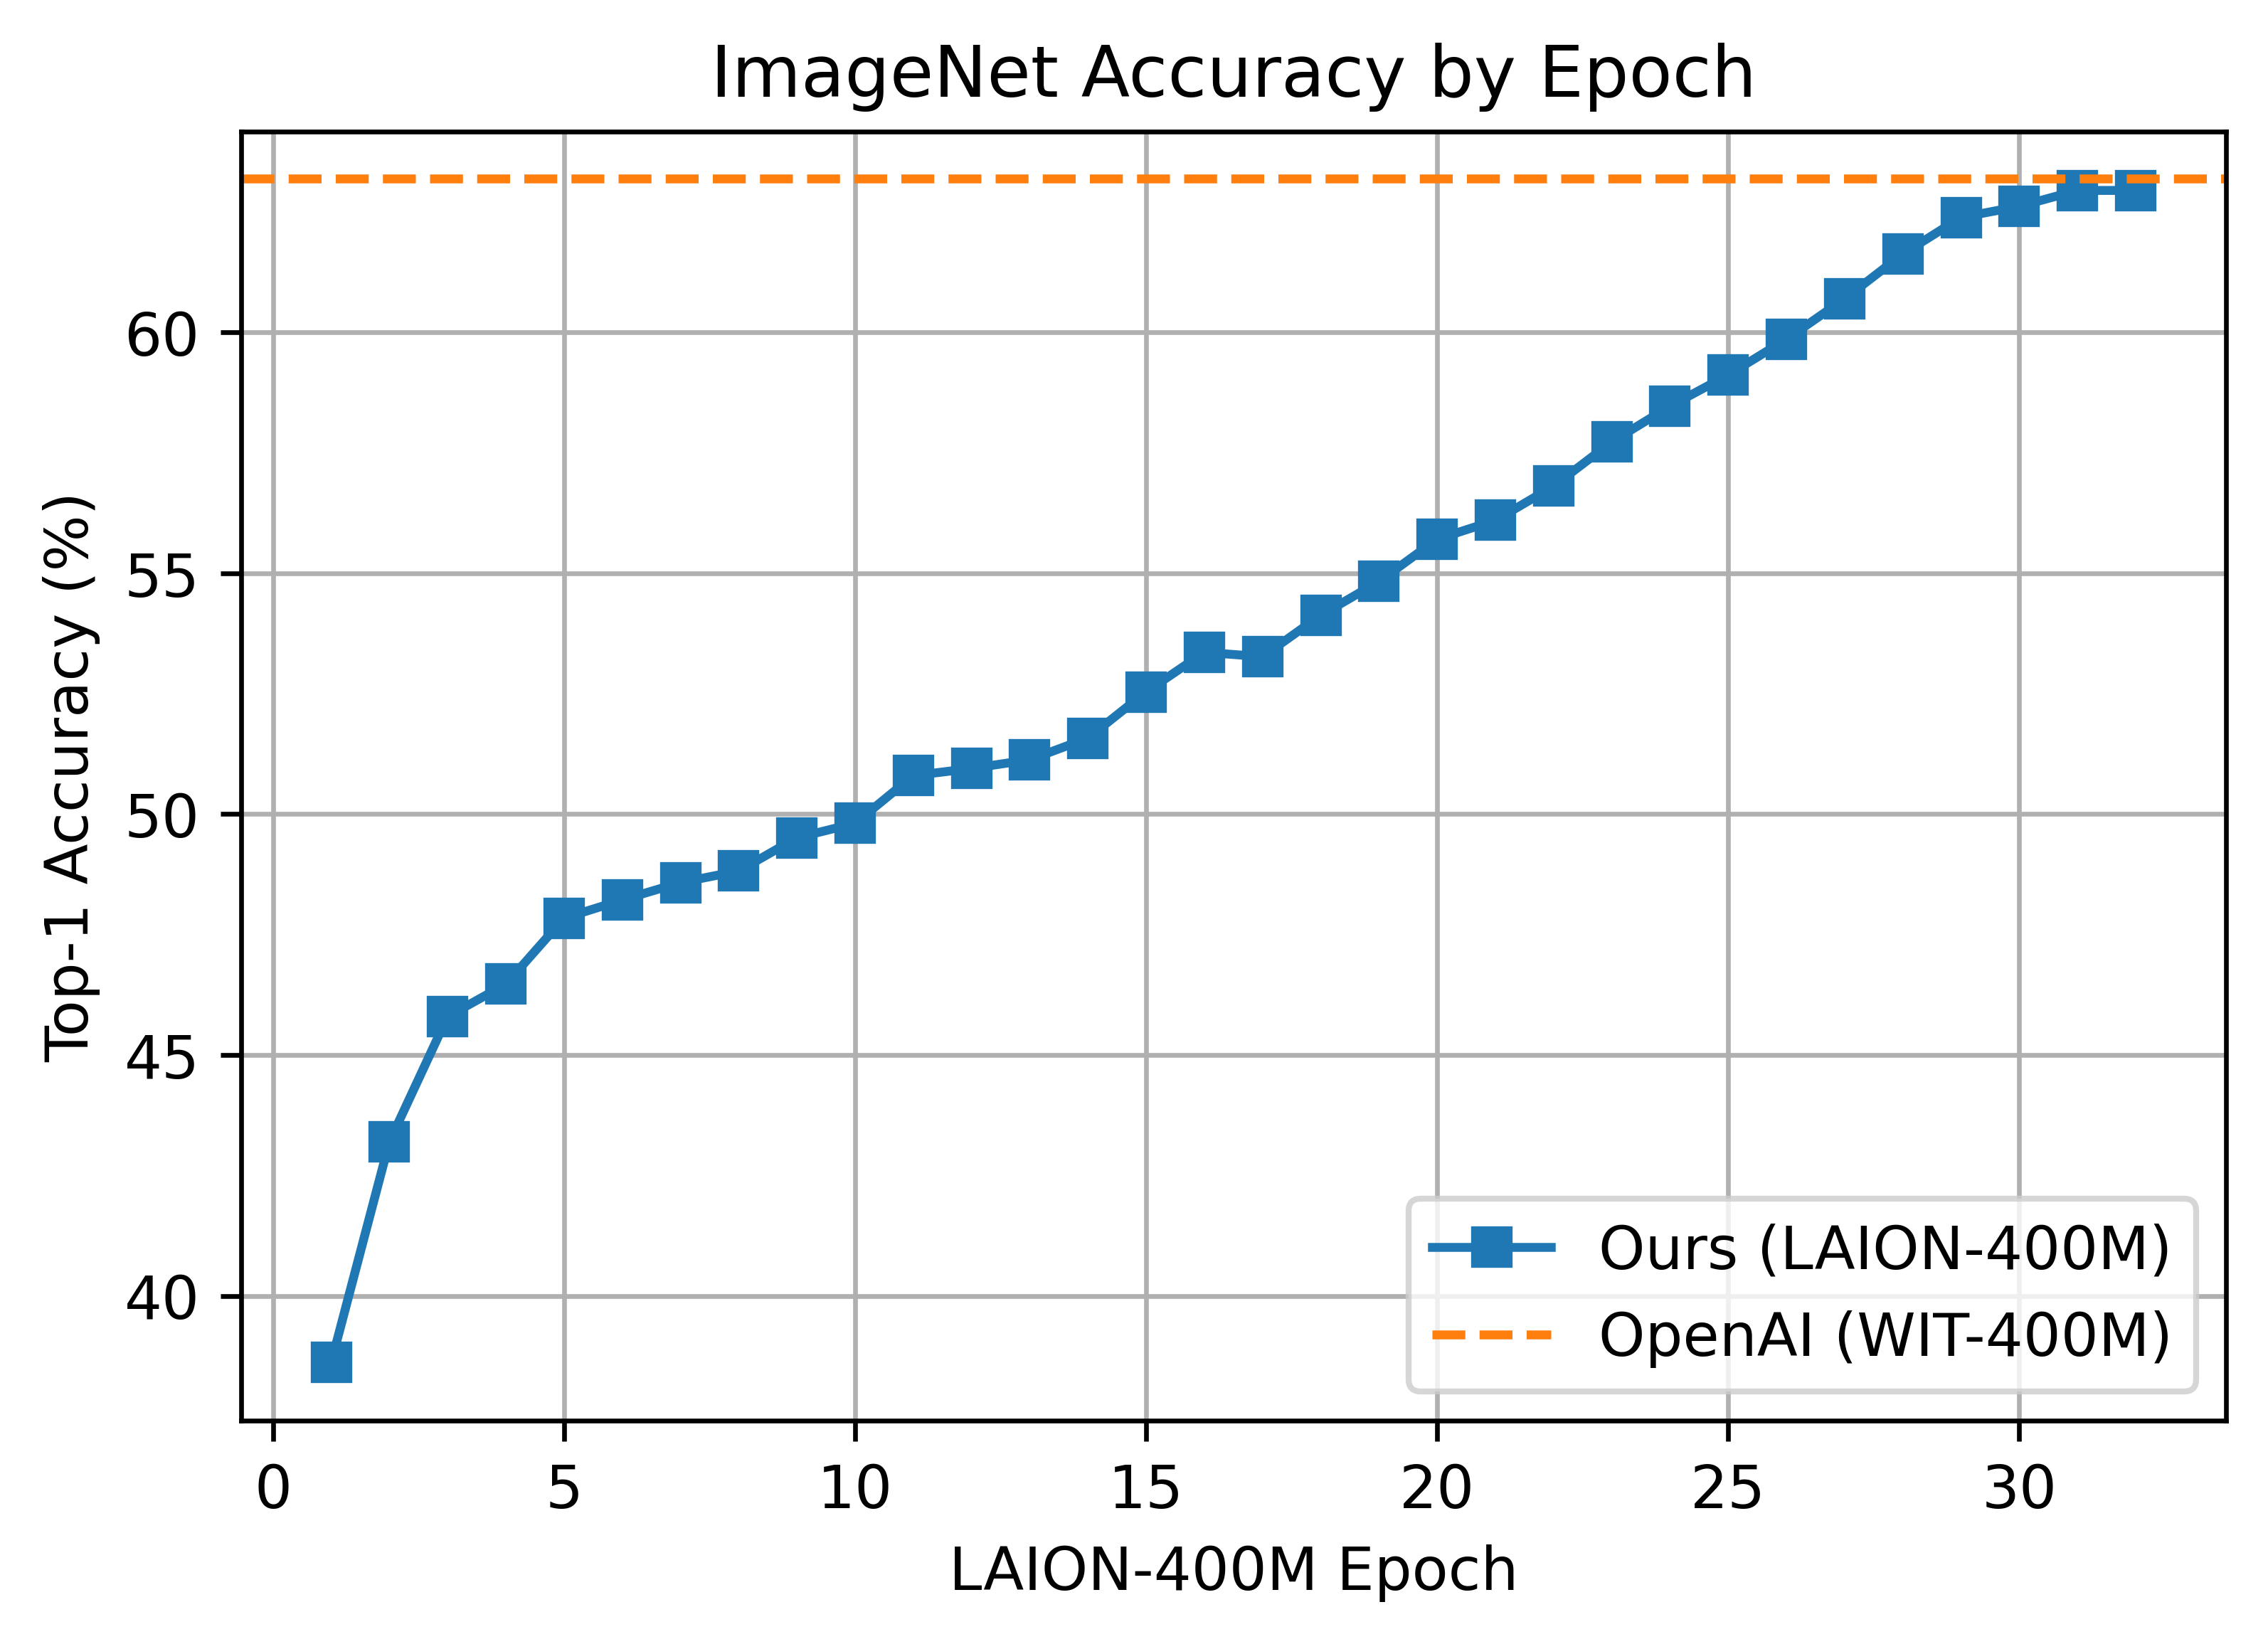 ImageNet Accuracy by Epoch
Top-1 Accuracy (%)
60
55
50
45
40
Ours (LAION-400M)
OpenAI (WIT-400M)
0 5 10 15 20 25 30
LAION-400M Epoch